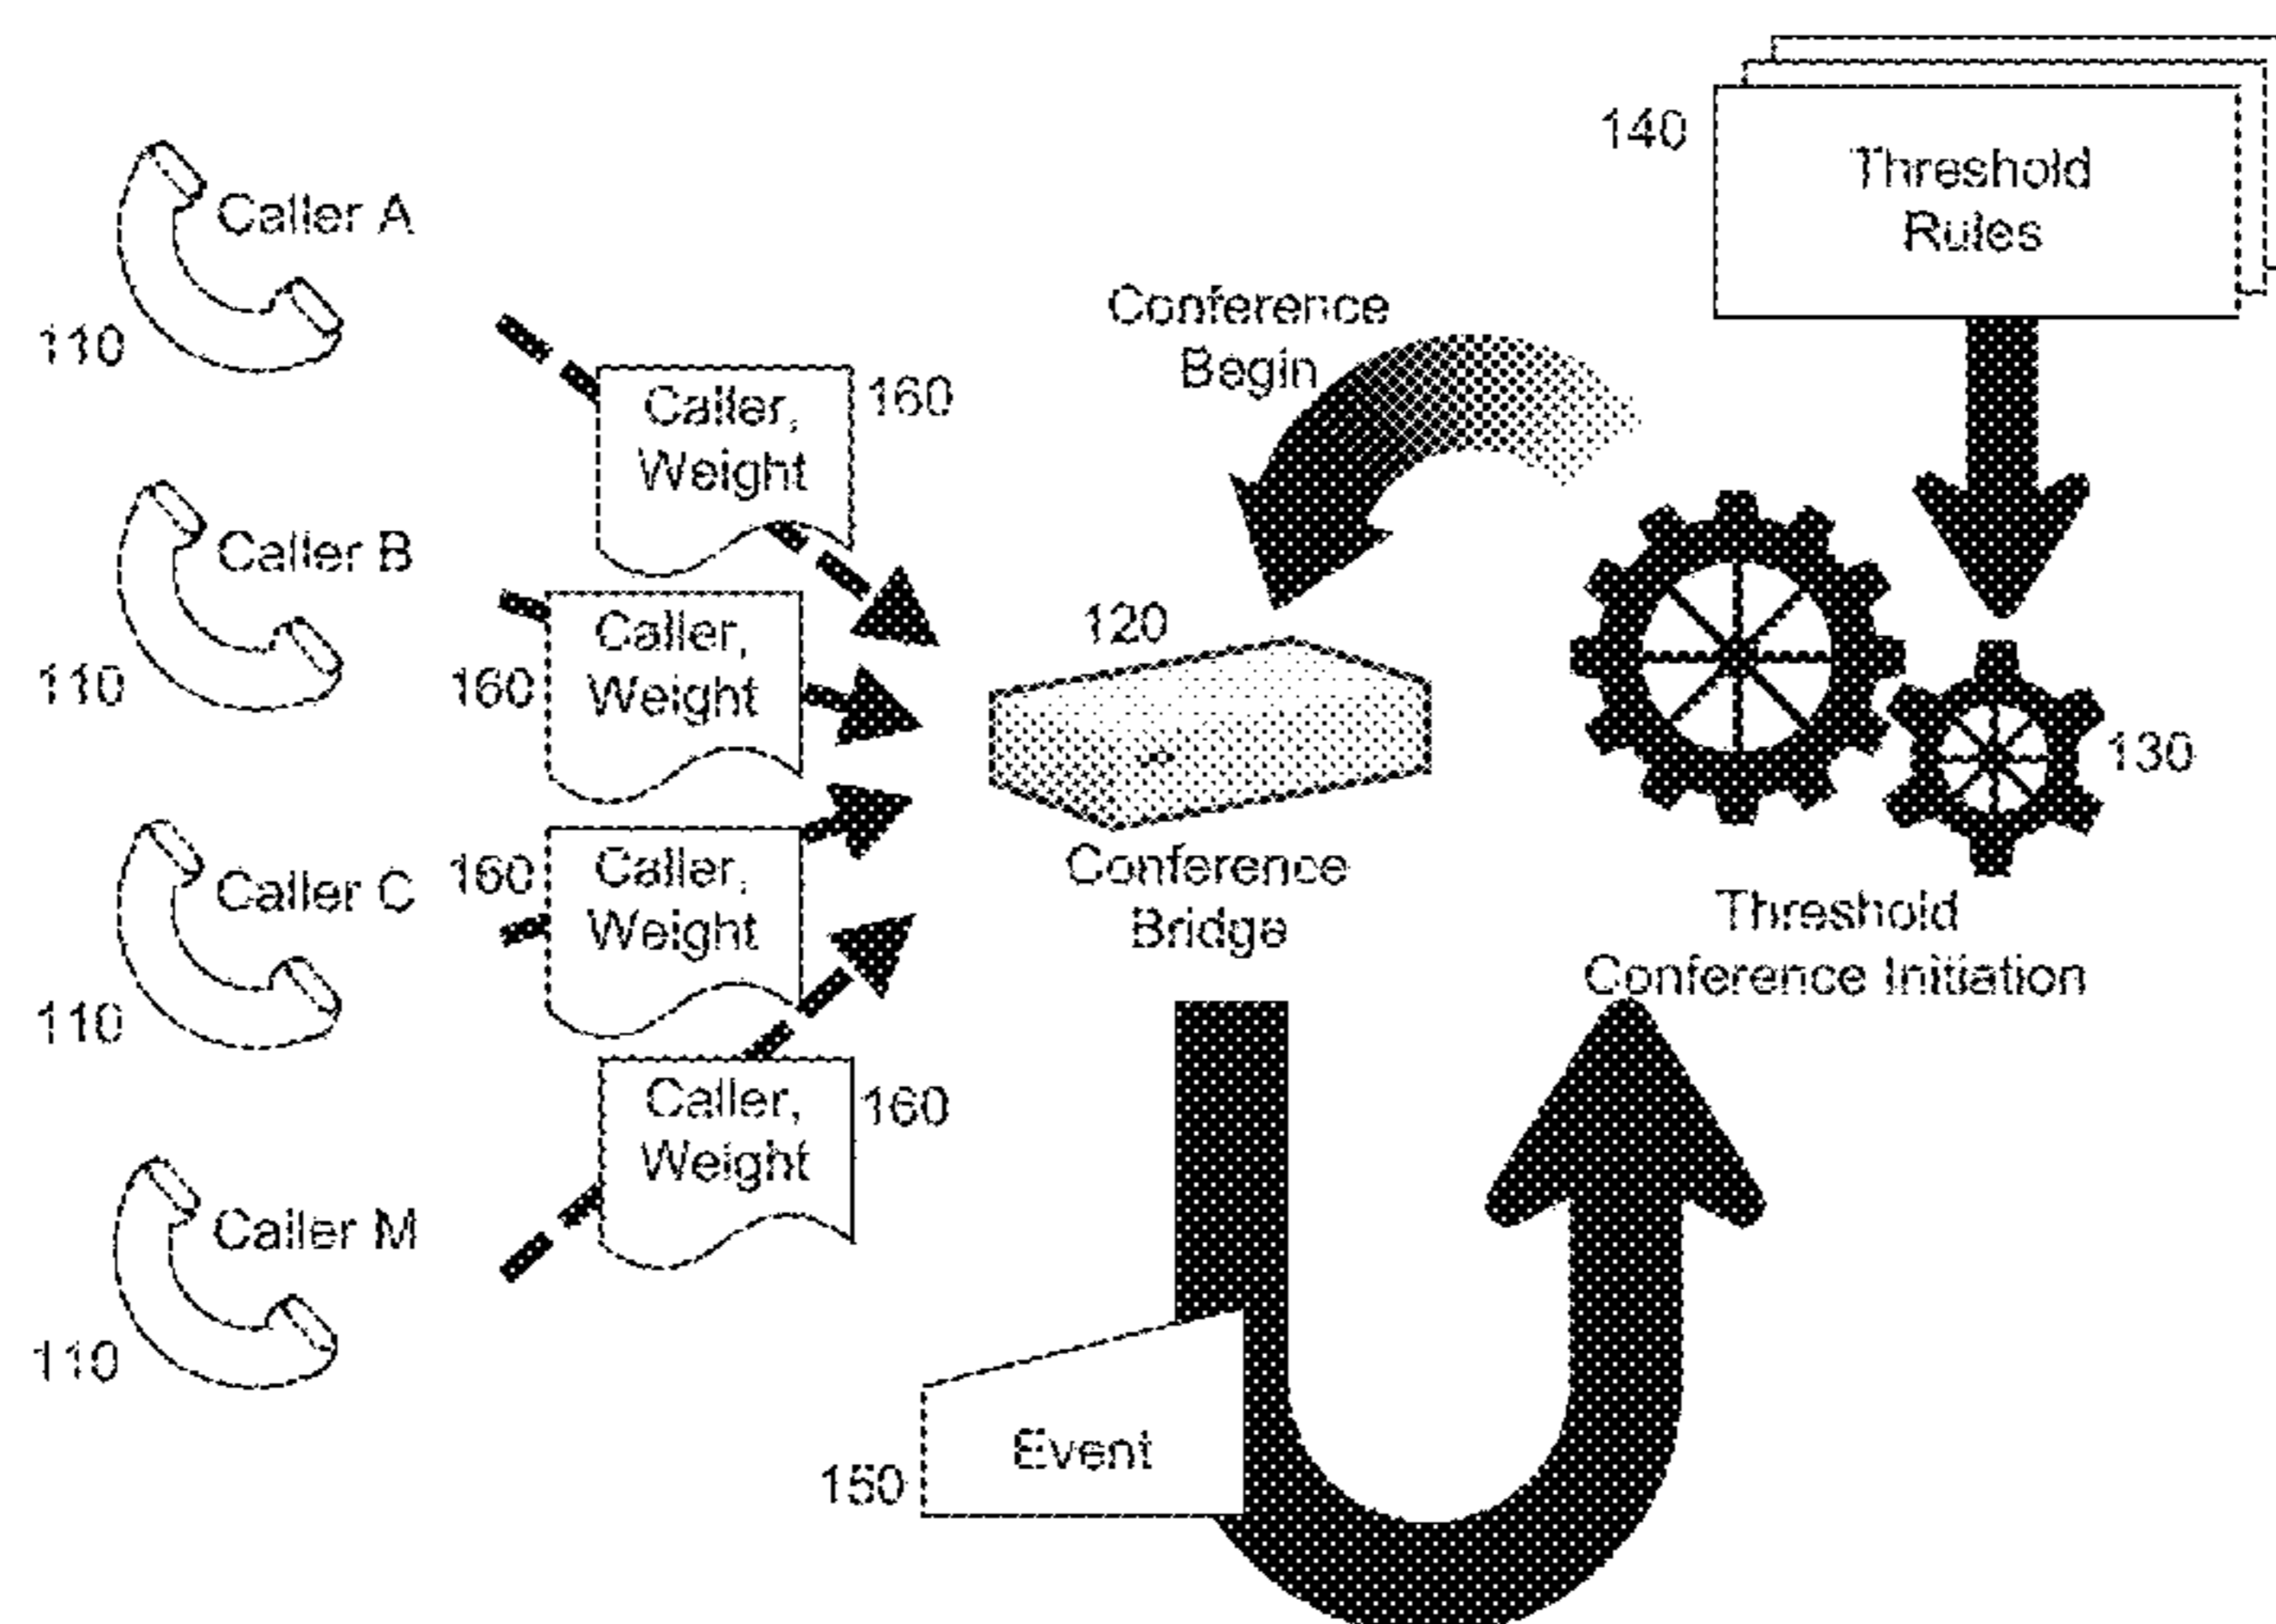 140
Threshold
Rules
Caller A
110
Conference
Begin
Caller,
Weight
160
Caller B
110
Caller,
Weight
160
120
130
Caller C
110
160
Caller,
Weight
Conference
Bridge
Threshold
Conference Initiation
Caller,
Weight
160
Caller M
110
Event
150